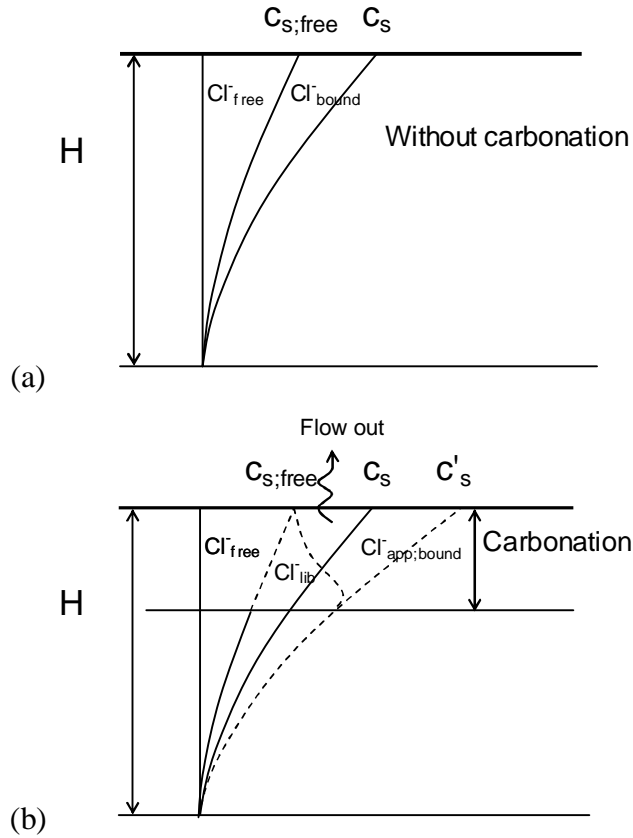 c_s;free c_s
Cl⁻_free Cl⁻_bound
H
Without carbonation
(a)
Flow out
c_s;free c_s c'_s
Cl⁻_free Cl⁻_app;bound Carbonation
Cl⁻_lib
H
(b)